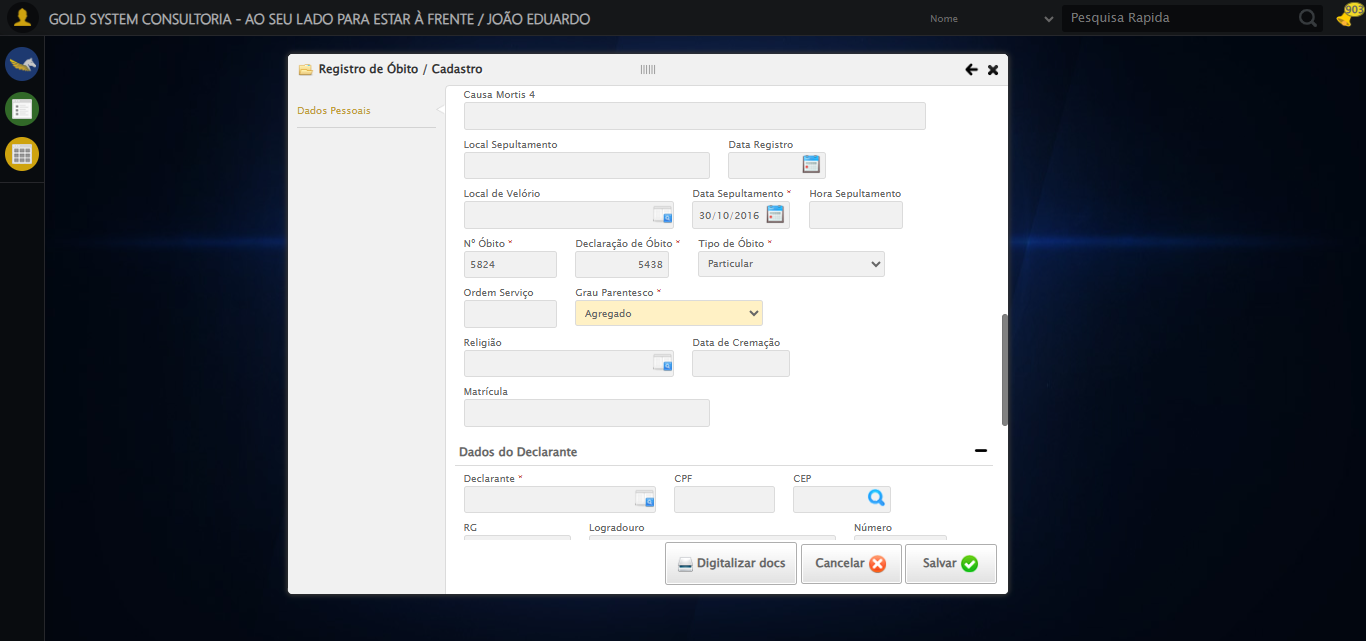 GOLD SYSTEM CONSULTORIA - AO SEU LADO PARA ESTAR À FRENTE / JOÃO EDUARDO
Nome
Pesquisa Rapida
903
Registro de Óbito / Cadastro
Dados Pessoais
Causa Mortis 4
Local Sepultamento Data Registro
Local de Velório Data Sepultamento * Hora Sepultamento
30/10/2016
Nº Óbito * Declaração de Óbito * Tipo de Óbito *
5824 5438 Particular
Ordem Serviço Grau Parentesco *
Agregado
Religião Data de Cremação
Matrícula
Dados do Declarante
Declarante * CPF CEP
RG Logradouro Número
Digitalizar docs Cancelar Salvar